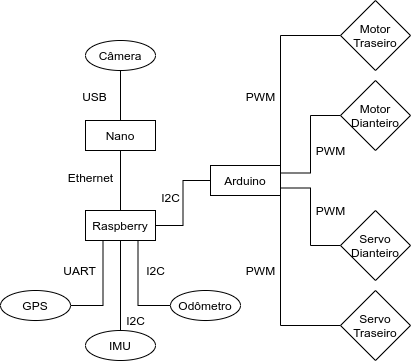 Motor
Traseiro
Câmera
USB
PWM
Motor
Dianteiro
Nano
PWM
Ethernet
Arduino
I2C
PWM
Raspberry
Servo
Dianteiro
UART
I2C
PWM
GPS
Odômetro
I2C
Servo
Traseiro
IMU